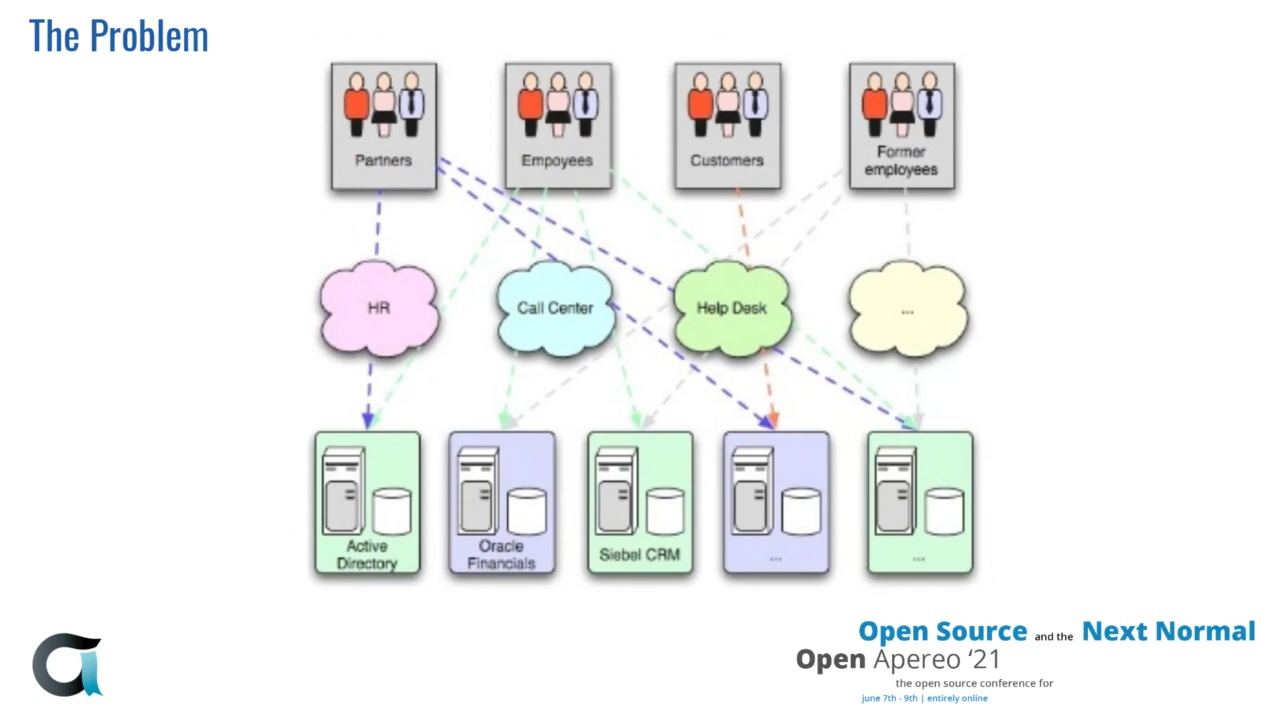 The Problem
Partners
Empoyees
Customers
Former
employees
HR
Call Center
Help Desk
...
Active
Directory
Oracle
Financials
Siebel CRM
...
...
Open Source and the Next Normal
Open Apereo ‘21
the open source conference for
june 7th - 9th | entirely online